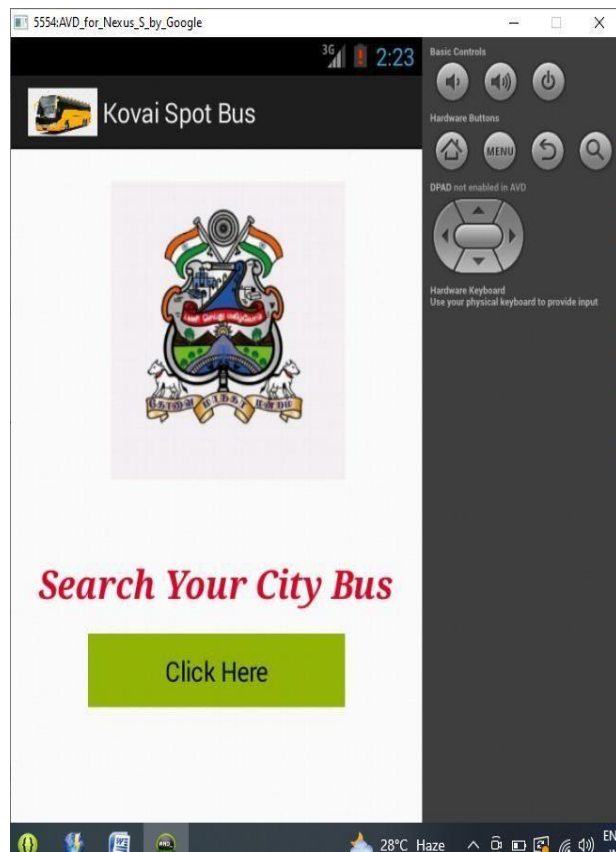 5554:AVD_for_Nexus_S_by_Google
3G 2:23
Kovai Spot Bus
Search Your City Bus
Click Here
Basic Controls
Hardware Buttons
MENU
DPAD not enabled in AVD
Hardware Keyboard
Use your physical keyboard to provide input
28°C Haze
EN